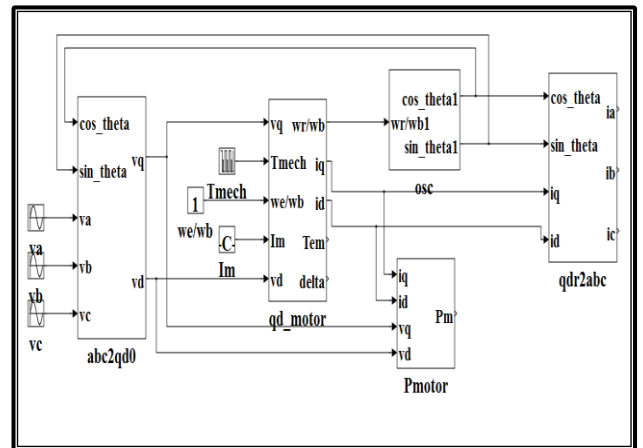 cos_theta
sin_theta
va
vb
vc
vq
vd
abc2qd0
va
vb
vc
vq
Tmech
we/wb
Im
vd
wr/wb
iq
id
Tem
delta
qd_motor
Tmech
1
we/wb
-C-
Im
wr/wb1
cos_theta1
sin_theta1
osc
iq
id
vq
vd
Pm
Pmotor
cos_theta
sin_theta
iq
id
ia
ib
ic
qdr2abc